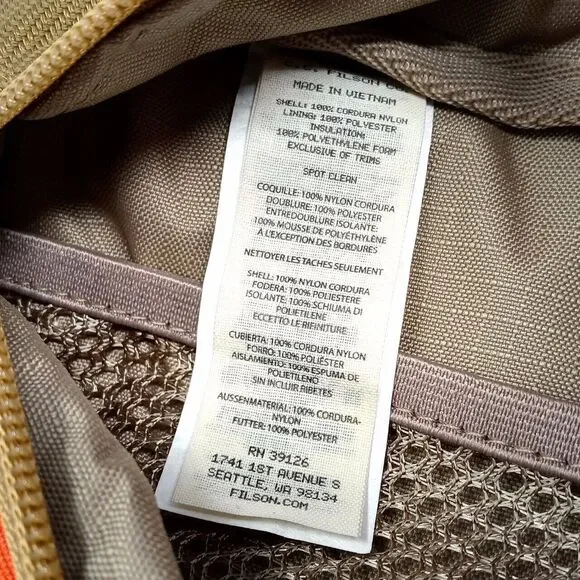 FILSON CO
MADE IN VIETNAM
SHELL: 100% CORDURA NYLON
LINING: 100% POLYESTER
INSULATION:
100% POLYETHYLENE FOAM
EXCLUSIVE OF TRIMS
SPOT CLEAN
COQUILLE: 100% NYLON CORDURA
DOUBLURE: 100% POLYESTER
ENTREDOUBLURE ISOLANTE:
100% MOUSSE DE POLYÉTHYLÈNE
À L'EXCEPTION DES BORDURES
NETTOYER LES TACHES SEULEMENT
SHELL: 100% NYLON CORDURA
FODERA: 100% POLIESTERE
ISOLANTE: 100% SCHIUMA DI
POLIETILENE
ECCETTO LE RIFINITURE
CUBIERTA: 100% CORDURA NYLON
FORRO: 100% POLIÉSTER
AISLAMIENTO: 100% ESPUMA DE
POLIETILENO
SIN INCLUIR RIBETES
AUSSENMATERIAL: 100% CORDURA-
NYLON
FUTTER: 100% POLYESTER
RN 39126
1741 1ST AVENUE S
SEATTLE, WA 98134
FILSON.COM